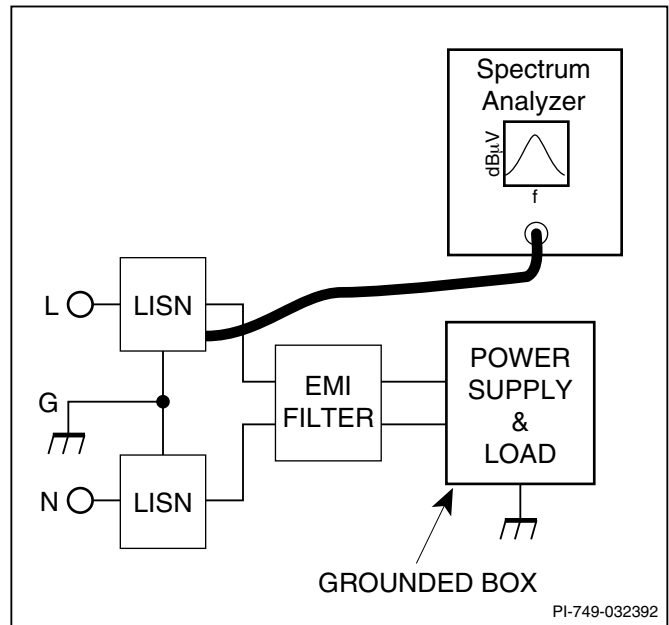 Spectrum
Analyzer
dBµV
f
L
LISN
G
N
LISN
EMI
FILTER
POWER
SUPPLY
&
LOAD
GROUNDED BOX
PI-749-032392